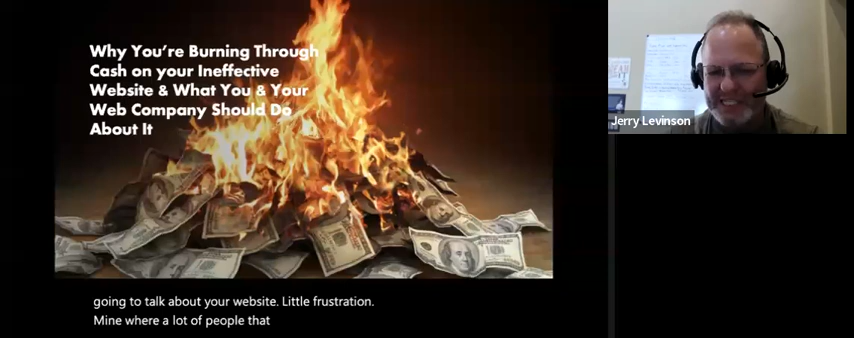 Why You're Burning Through
Cash on your Ineffective
Website & What You & Your
Web Company Should Do
About It
Jerry Levinson
going to talk about your website. Little frustration.
Mine where a lot of people that